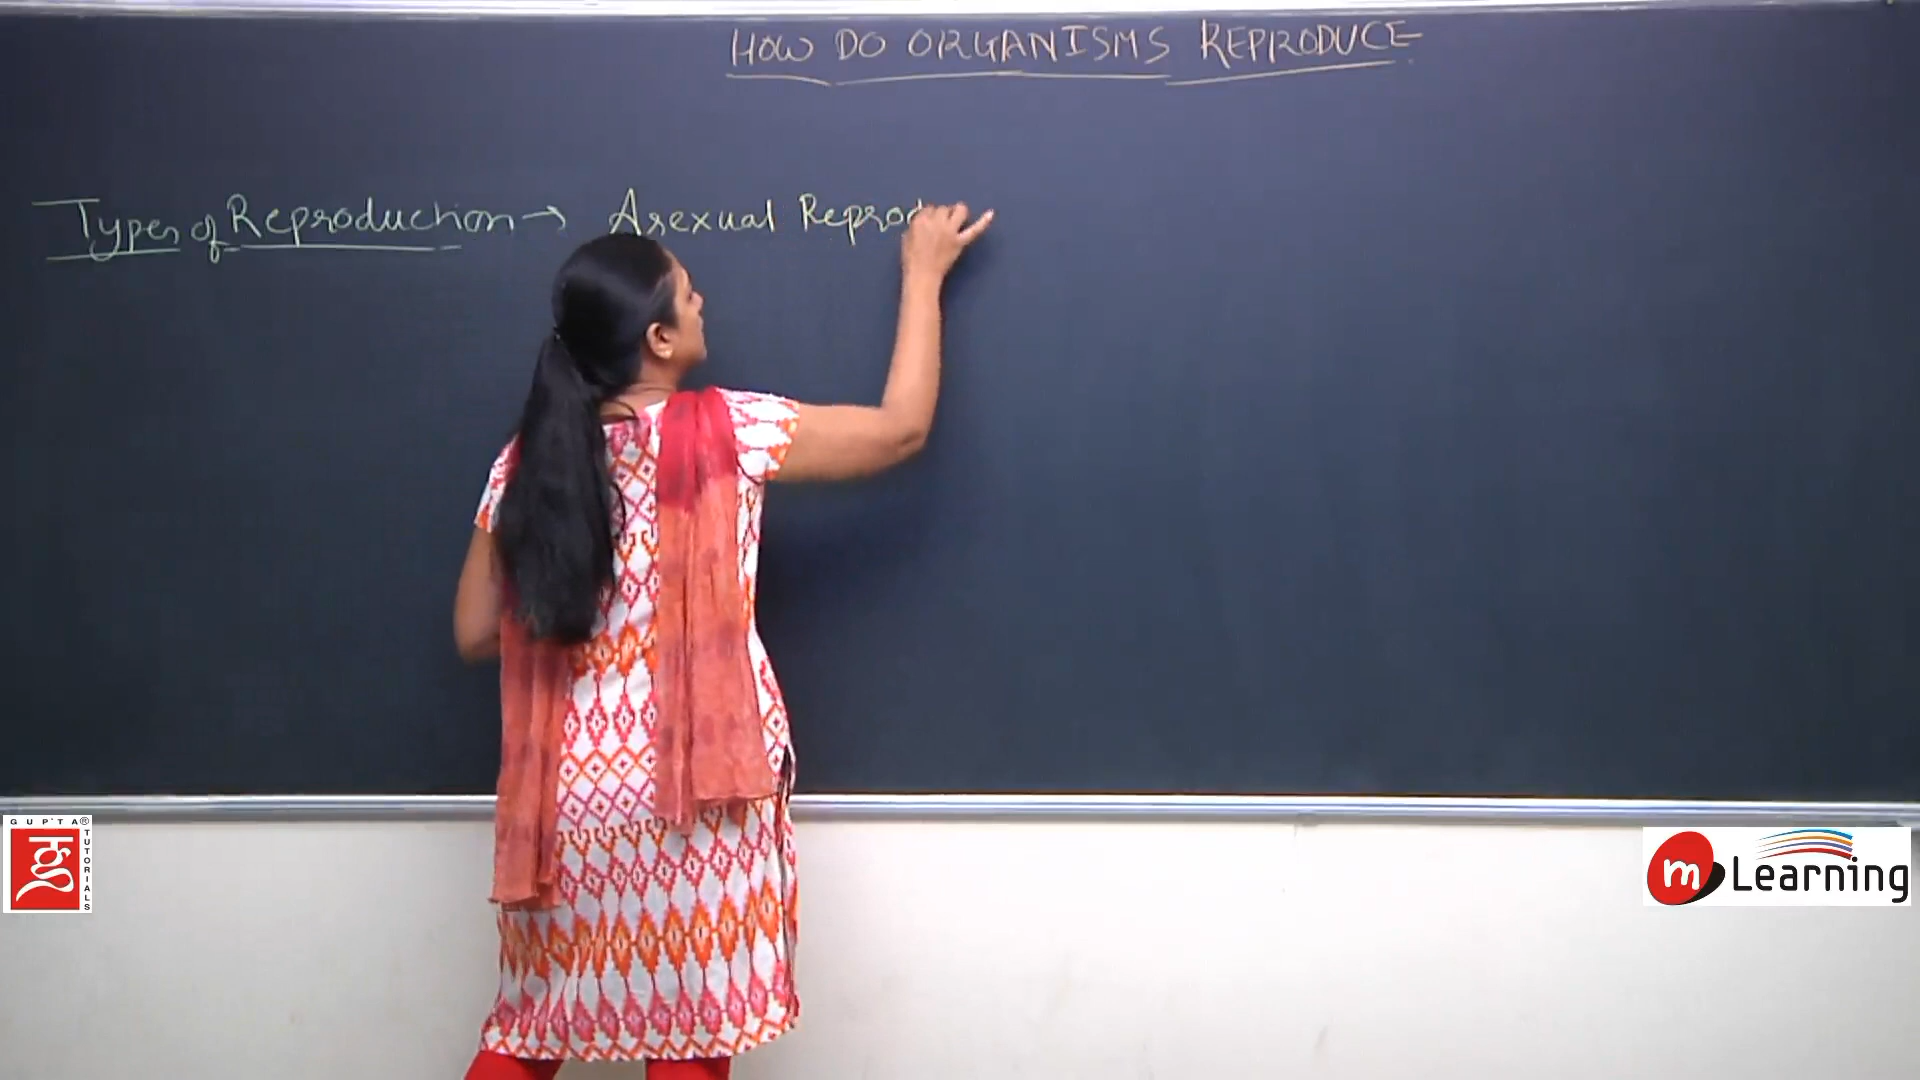 HOW DO ORGANISMS REPRODUCE
Types of Reproduction → Asexual Reprod
GUPTA®
TUTORIALS
m Learning